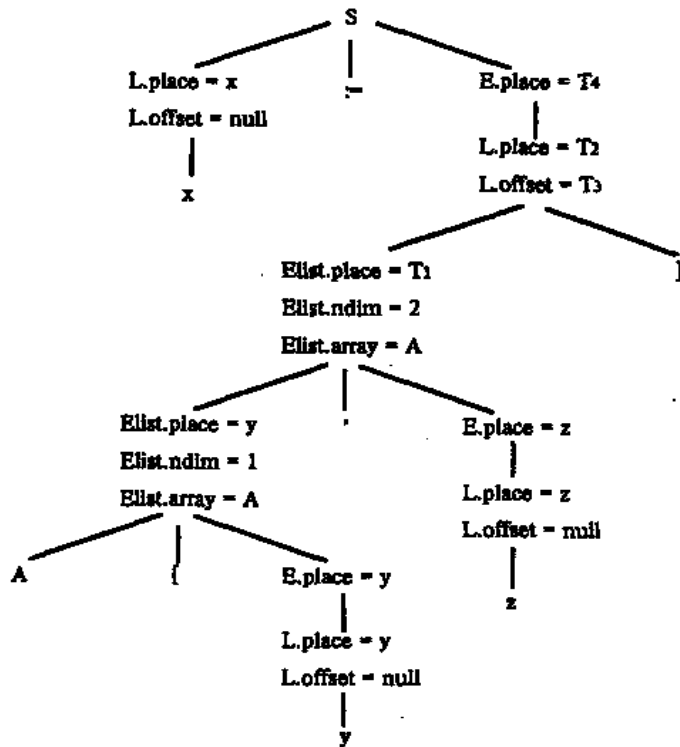 S
L.place = x
L.offset = null
:=
E.place = T4
x
L.place = T2
L.offset = T3
Elist.place = T1
Elist.ndim = 2
Elist.array = A
]
Elist.place = y
Elist.ndim = 1
Elist.array = A
,
E.place = z
L.place = z
L.offset = null
z
A
[
E.place = y
L.place = y
L.offset = null
y